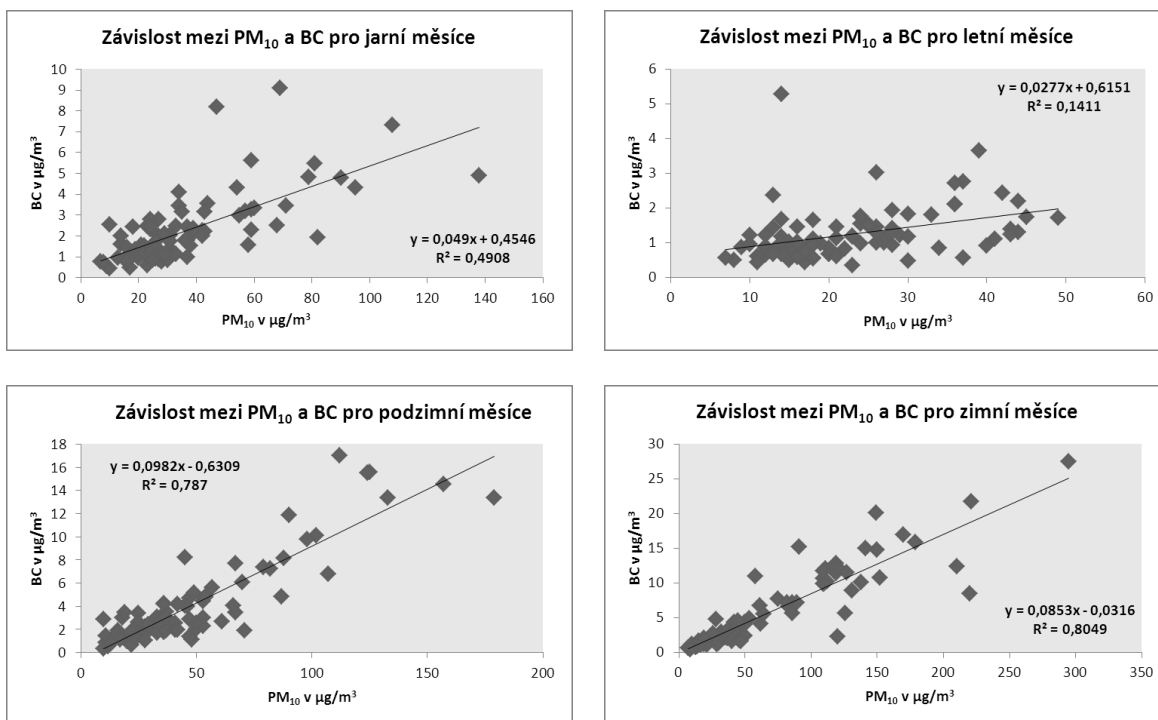 Závislost mezi PM₁₀ a BC pro jarní měsíce
10
9
8
7
6
5
4
3
2
1
0
BC v µg/m³
y = 0,049x + 0,4546
R² = 0,4908
0 20 40 60 80 100 120 140 160
PM₁₀ v µg/m³
Závislost mezi PM₁₀ a BC pro letní měsíce
6
5
4
3
2
1
0
BC v µg/m³
y = 0,0277x + 0,6151
R² = 0,1411
0 10 20 30 40 50 60
PM₁₀ v µg/m³
Závislost mezi PM₁₀ a BC pro podzimní měsíce
18
16
14
12
10
8
6
4
2
0
BC v µg/m³
y = 0,0982x - 0,6309
R² = 0,787
0 50 100 150 200
PM₁₀ v µg/m³
Závislost mezi PM₁₀ a BC pro zimní měsíce
30
25
20
15
10
5
0
BC v µg/m³
y = 0,0853x - 0,0316
R² = 0,8049
0 50 100 150 200 250 300 350
PM₁₀ v µg/m³